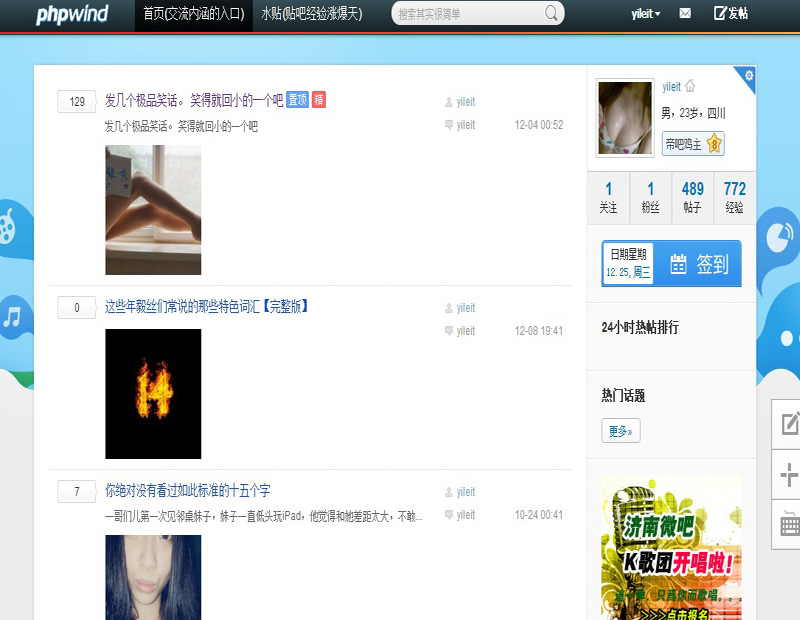 phpwind 首页(交流内涵的入口) 水贴(贴吧经验涨爆天) 搜索其实很简单 yileit 发帖
129 发几个极品笑话。笑得就回小的一个吧 置顶 精 yileit
发几个极品笑话。笑得就回小的一个吧 yileit 12-04 00:52
0 这些年毅丝们常说的那些特色词汇【完整版】 yileit
yileit 12-08 19:41
14
7 你绝对没有看过如此标准的十五个字 yileit
一哥们儿第一次见邻桌妹子，妹子一直低头玩iPad，他觉得和她差距太大，不敢... yileit 10-24 00:41
yileit
男，23岁，四川
帝吧鸡主 8
1 1 489 772
关注 粉丝 帖子 经验
日期星期
12.25, 周三
签到
24小时热帖排行
热门话题
更多»
济南微吧
K歌团开唱啦!
这一季，只爲你而歌唱。。。
>>>点击报名